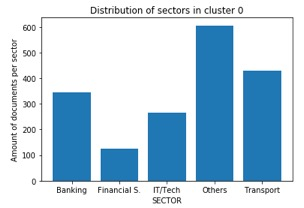 Distribution of sectors in cluster 0
Amount of documents per sector
600
500
400
300
200
100
0
Banking Financial S. IT/Tech Others Transport
SECTOR